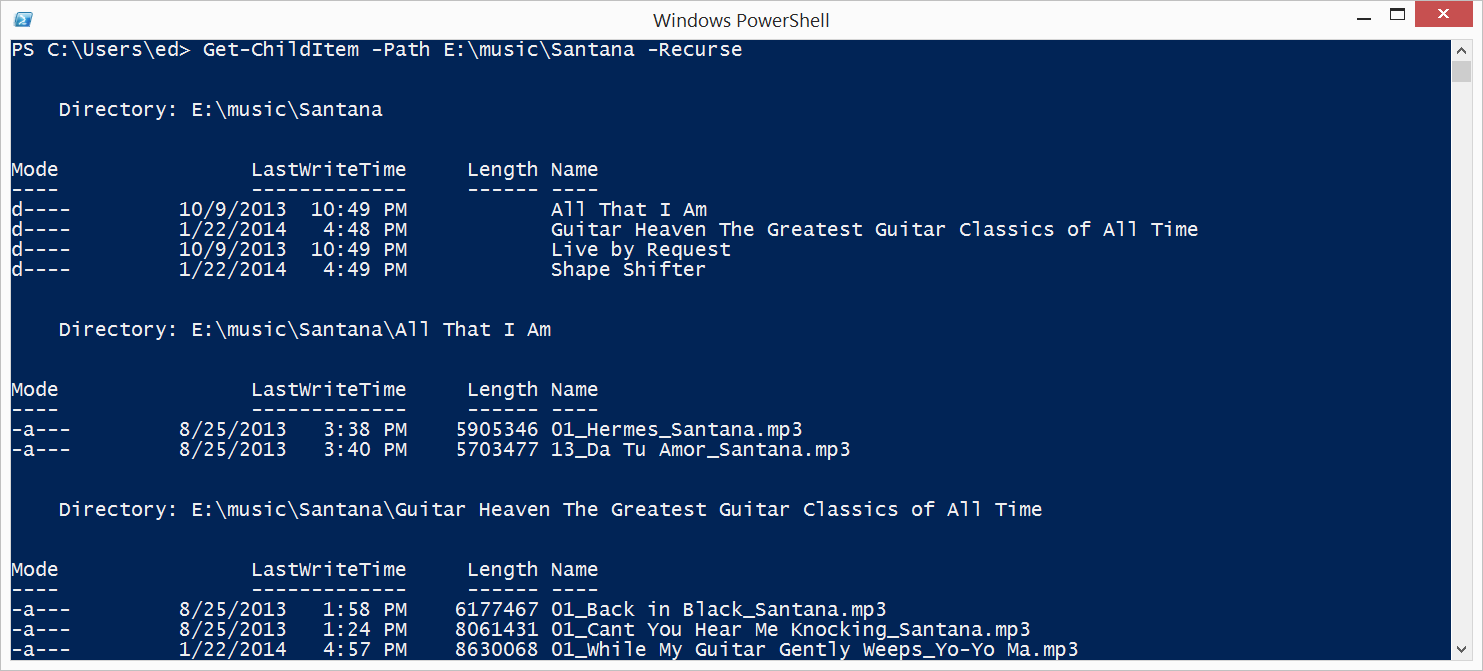 Windows PowerShell
PS C:\Users\ed> Get-ChildItem -Path E:\music\Santana -Recurse
    Directory: E:\music\Santana
Mode                LastWriteTime     Length Name
----                -------------     ------ ----
d----         10/9/2013  10:49 PM            All That I Am
d----         1/22/2014   4:48 PM            Guitar Heaven The Greatest Guitar Classics of All Time
d----         10/9/2013  10:49 PM            Live by Request
d----         1/22/2014   4:49 PM            Shape Shifter
    Directory: E:\music\Santana\All That I Am
Mode                LastWriteTime     Length Name
----                -------------     ------ ----
-a---         8/25/2013   3:38 PM    5905346 01_Hermes_Santana.mp3
-a---         8/25/2013   3:40 PM    5703477 13_Da Tu Amor_Santana.mp3
    Directory: E:\music\Santana\Guitar Heaven The Greatest Guitar Classics of All Time
Mode                LastWriteTime     Length Name
----                -------------     ------ ----
-a---         8/25/2013   1:58 PM    6177467 01_Back in Black_Santana.mp3
-a---         8/25/2013   1:24 PM    8061431 01_Cant You Hear Me Knocking_Santana.mp3
-a---         1/22/2014   4:57 PM    8630068 01_While My Guitar Gently Weeps_Yo-Yo Ma.mp3